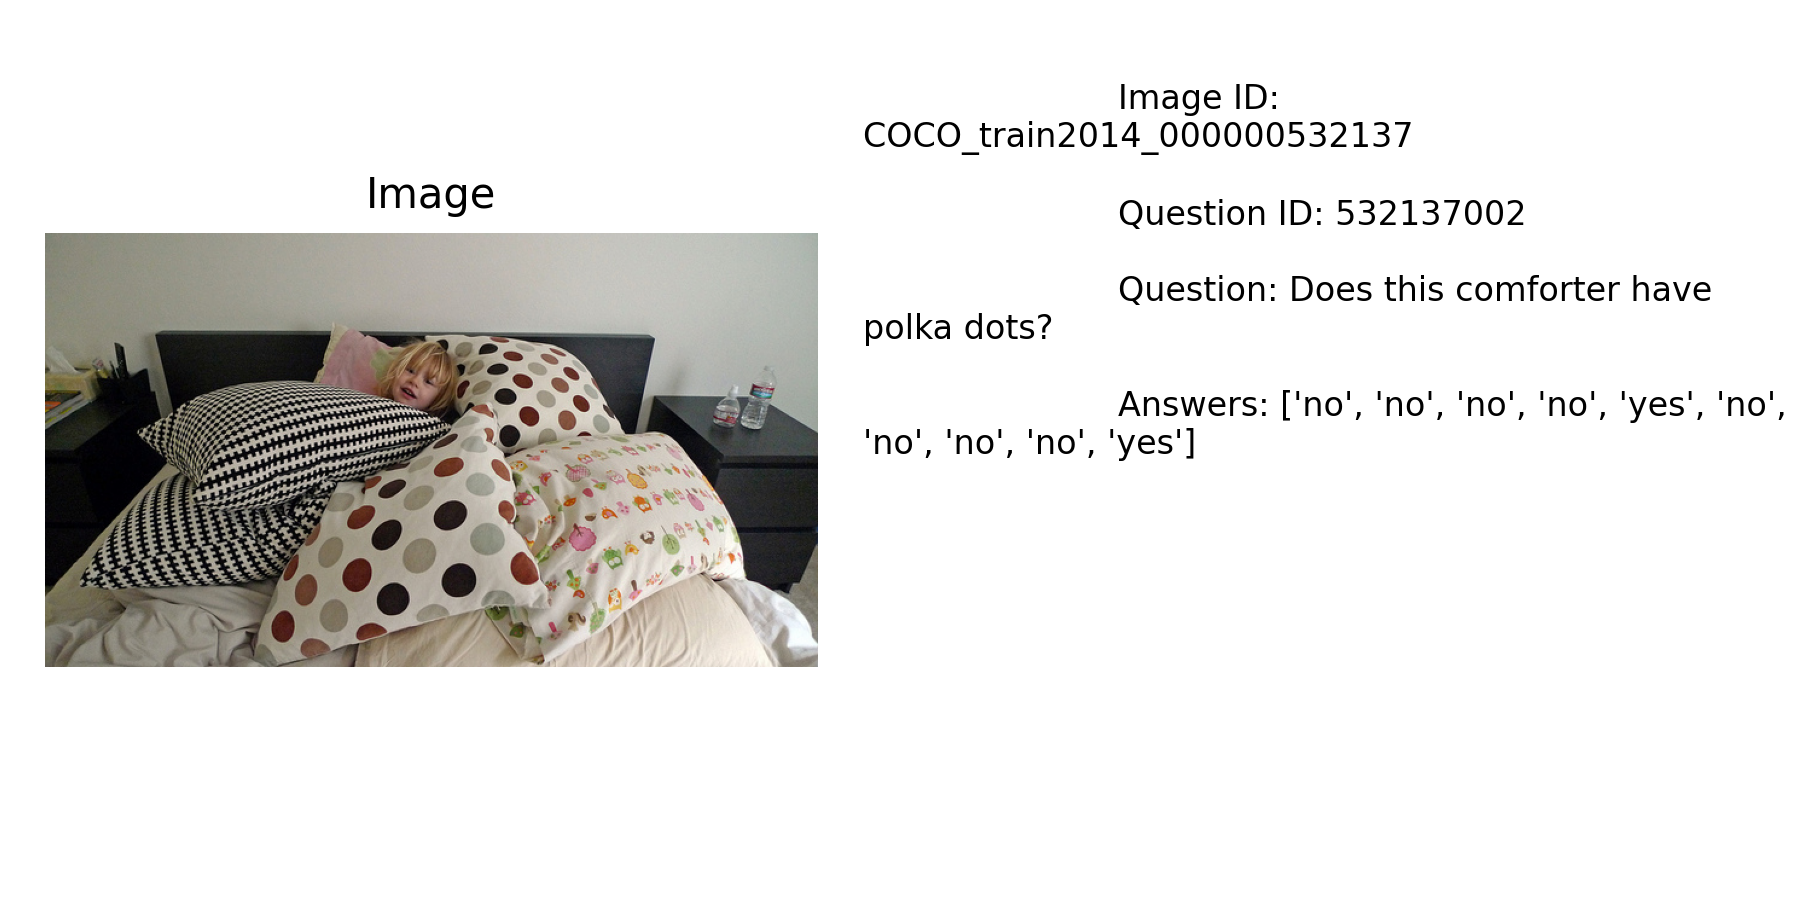 Image
Image ID:
COCO_train2014_000000532137
Question ID: 532137002
Question: Does this comforter have
polka dots?
Answers: ['no', 'no', 'no', 'no', 'yes', 'no',
'no', 'no', 'no', 'yes']